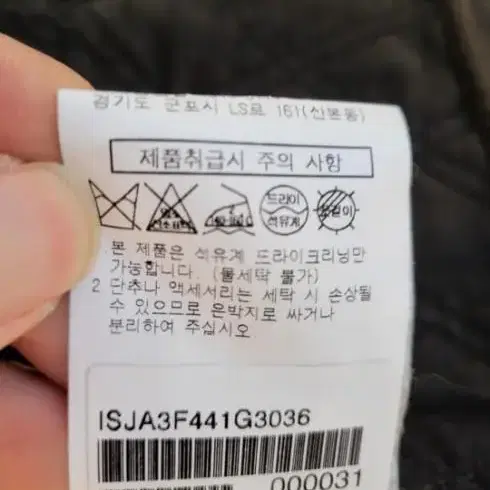 경기도 군포시 LS로 161(산본동)
제품취급시 주의 사항
드라이
석유계
본 제품은 석유계 드라이크리닝만
가능합니다. (물세탁 불가)
2 단추나 액세서리는 세탁 시 손상될
수 있으므로 은박지로 싸거나
분리하여 주십시오
ISJA3F441G3036
000031